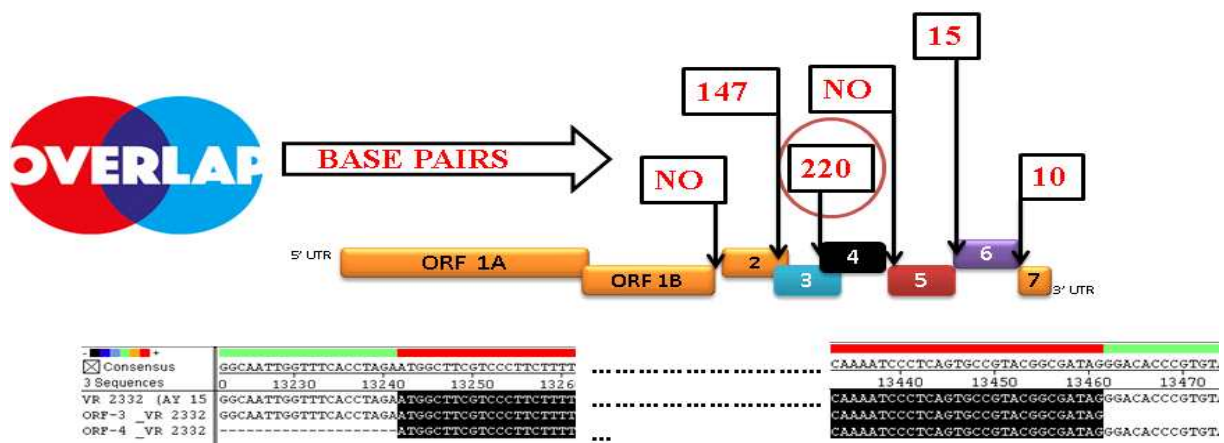 15
147
NO
OVERLAP
BASE PAIRS
NO
220
10
5' UTR
ORF 1A
ORF 1B
2
3
4
5
6
7
3' UTR
- +
Consensus
GGCAATTGGTTTCACCTAGAATGGCTTCGTCCCTTCTTTT
CAAAATCCCTCAGTGCCGTACGGCGATAGGGACACCCGTGTA
3 Sequences
0 13230 13240 13250 1326
13440 13450 13460 13470
VR 2332 (AY 15
GGCAATTGGTTTCACCTAGAATGGCTTCGTCCCTTCTTTT
CAAAATCCCTCAGTGCCGTACGGCGATAGGGACACCCGTGTA
ORF-3 _VR 2332
GGCAATTGGTTTCACCTAGAATGGCTTCGTCCCTTCTTTT
CAAAATCCCTCAGTGCCGTACGGCGATAG
ORF-4 _VR 2332
--------------------ATGGCTTCGTCCCTTCTTTT
CAAAATCCCTCAGTGCCGTACGGCGATAGGGACACCCGTGTA